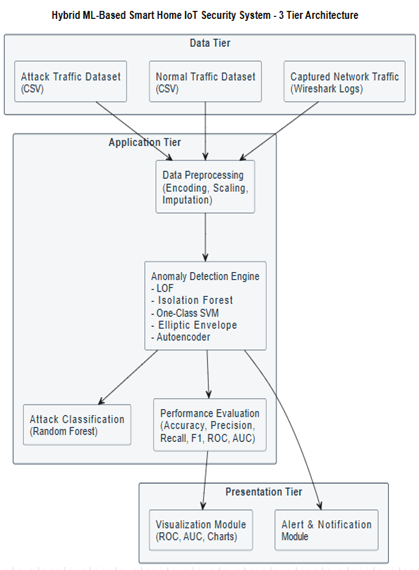 Hybrid ML-Based Smart Home IoT Security System - 3 Tier Architecture
Data Tier
Attack Traffic Dataset
(CSV)
Normal Traffic Dataset
(CSV)
Captured Network Traffic
(Wireshark Logs)
Application Tier
Data Preprocessing
(Encoding, Scaling,
Imputation)
Anomaly Detection Engine
- LOF
- Isolation Forest
- One-Class SVM
- Elliptic Envelope
- Autoencoder
Attack Classification
(Random Forest)
Performance Evaluation
(Accuracy, Precision,
Recall, F1, ROC, AUC)
Presentation Tier
Visualization Module
(ROC, AUC, Charts)
Alert & Notification
Module